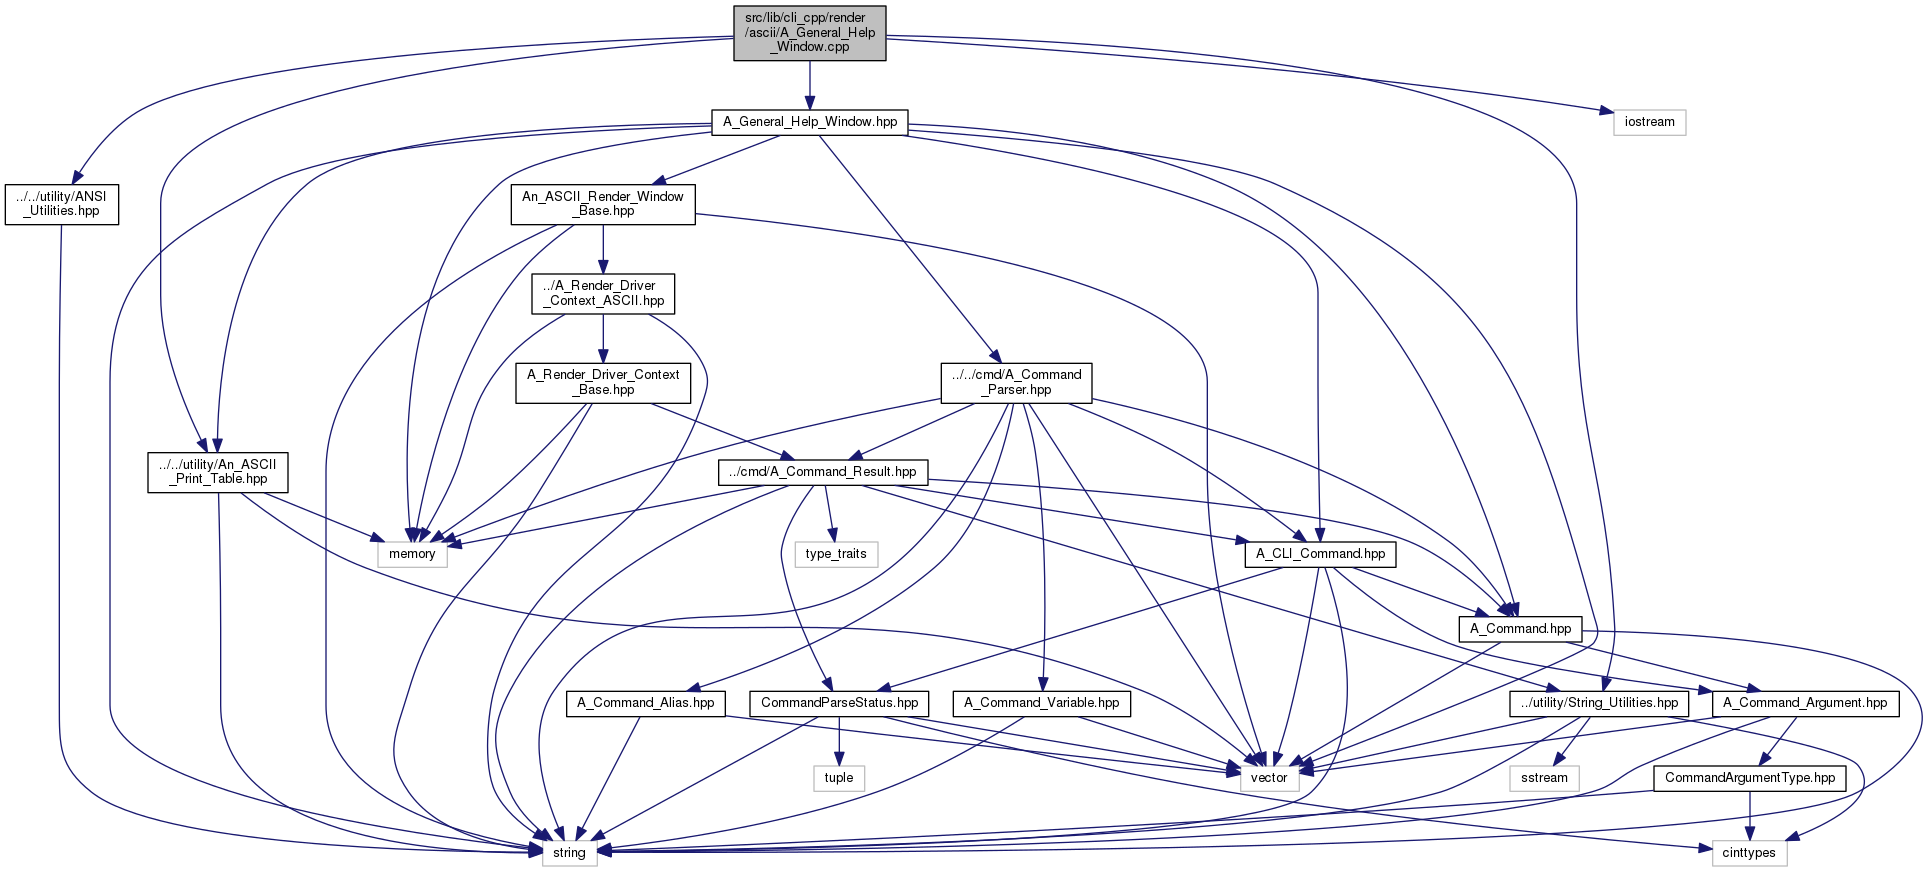 src/lib/cli_cpp/render
/ascii/A_General_Help
_Window.cpp
A_General_Help_Window.hpp
iostream
../../utility/ANSI
_Utilities.hpp
An_ASCII_Render_Window
_Base.hpp
../A_Render_Driver
_Context_ASCII.hpp
A_Render_Driver_Context
_Base.hpp
../../cmd/A_Command
_Parser.hpp
../../utility/An_ASCII
_Print_Table.hpp
../cmd/A_Command_Result.hpp
memory
type_traits
A_CLI_Command.hpp
A_Command.hpp
A_Command_Alias.hpp
CommandParseStatus.hpp
A_Command_Variable.hpp
../utility/String_Utilities.hpp
A_Command_Argument.hpp
tuple
vector
sstream
CommandArgumentType.hpp
string
cinttypes